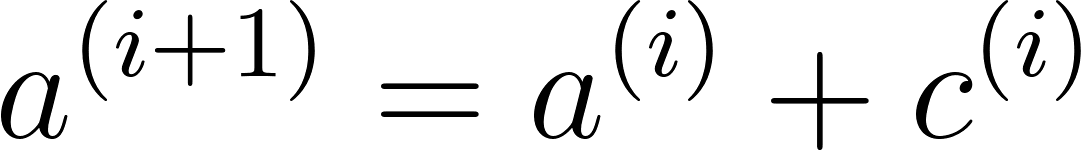 a^{(i+1)} = a^{(i)} + c^{(i)}